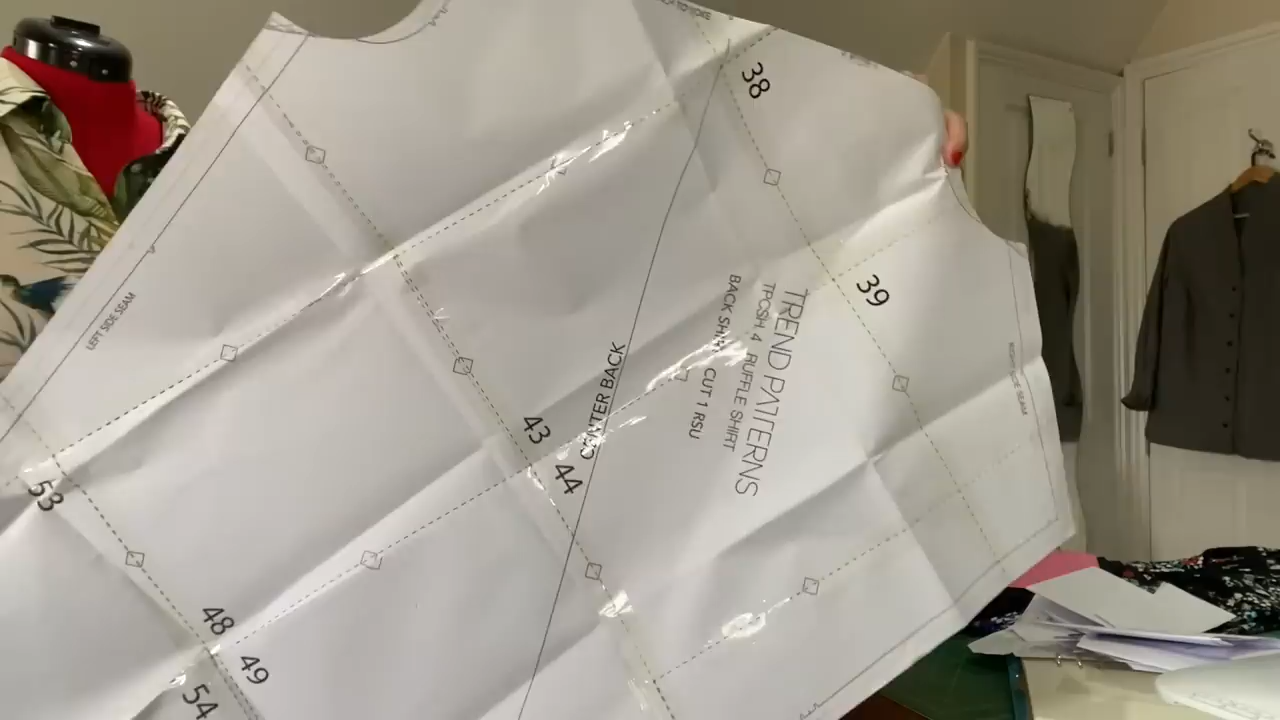 38
39
TREND PATTERNS
TPCSH 4 RUFFLE SHIRT
BACK SHIRT CUT 1 RSU
CENTER BACK
LEFT SIDE SEAM
SIDE SEAM
43
44
53
48
49
54